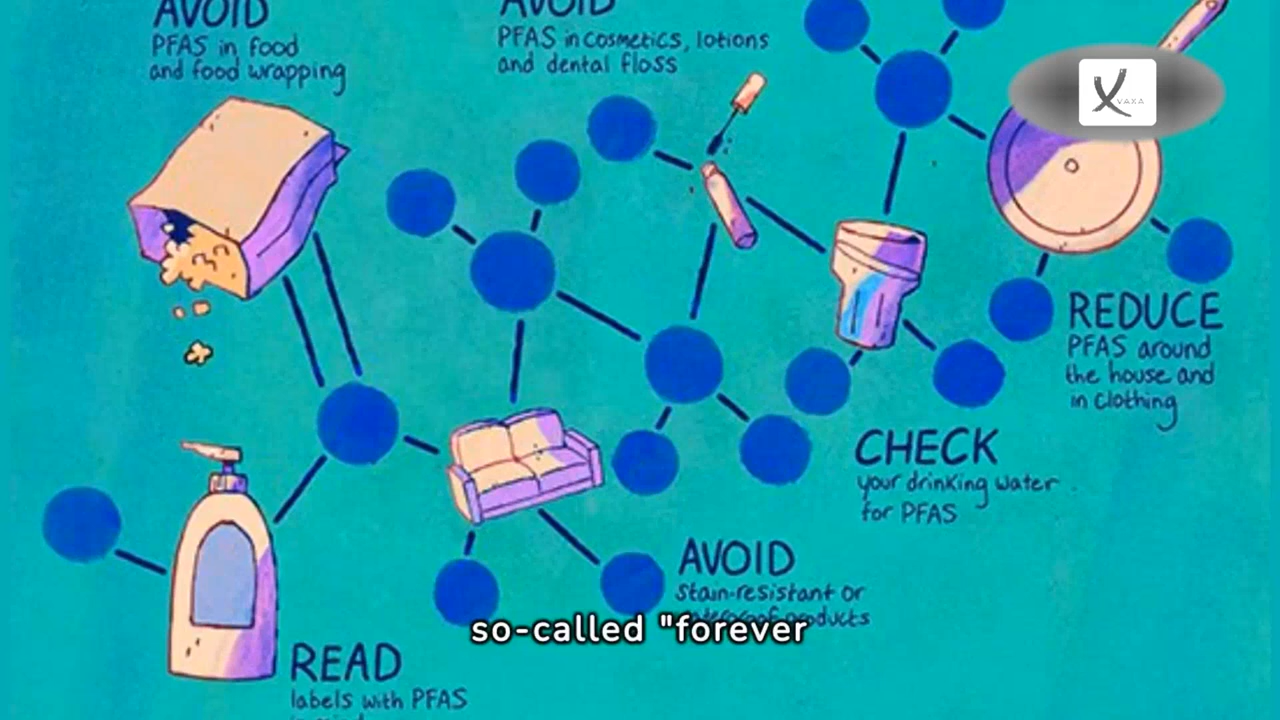 AVOID
PFAS in food
and food wrapping
AVOID
PFAS in cosmetics, lotions
and dental floss
VAXA
REDUCE
PFAS around
the house and
in clothing
CHECK
your drinking water
for PFAS
AVOID
stain-resistant or
products
so-called "forever
READ
labels with PFAS